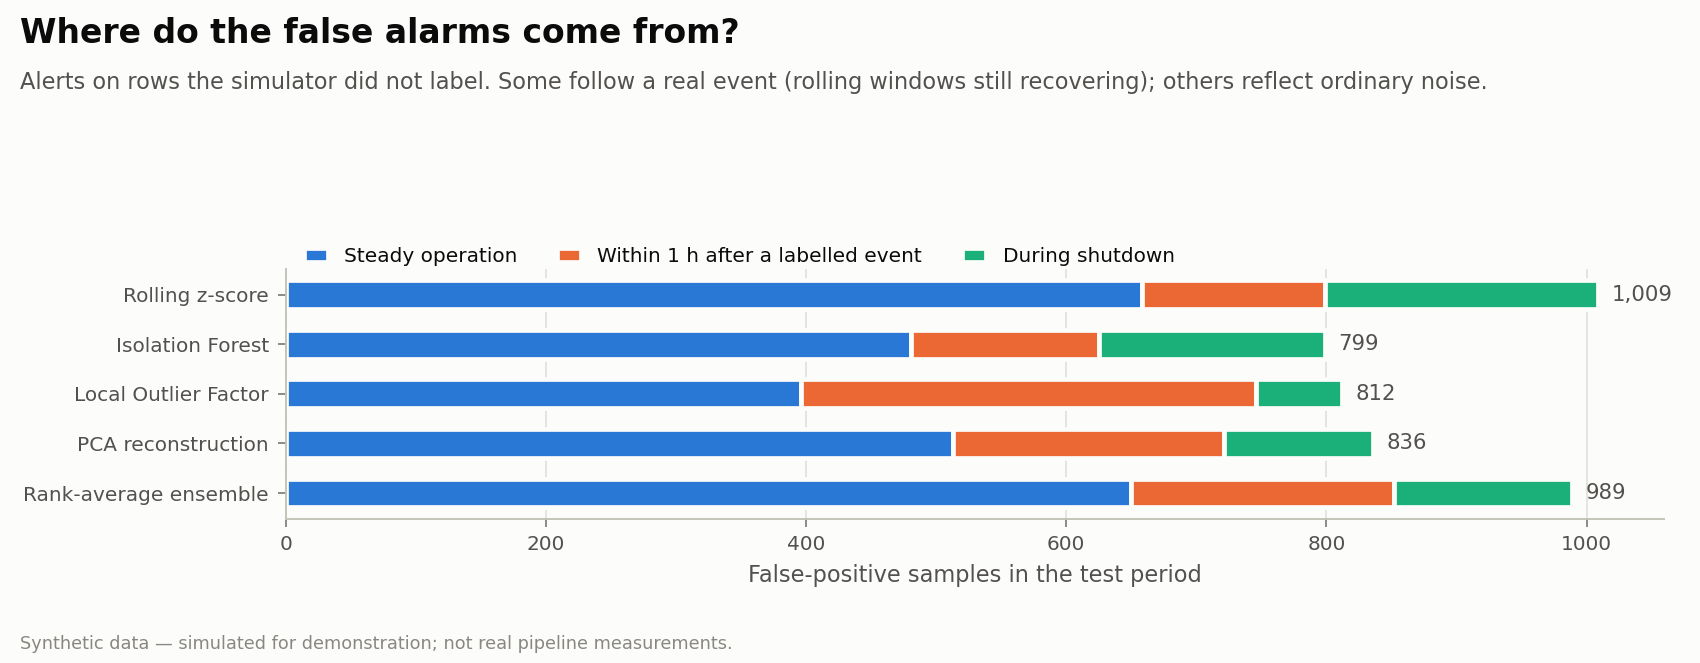 Where do the false alarms come from?
Alerts on rows the simulator did not label. Some follow a real event (rolling windows still recovering); others reflect ordinary noise.
Steady operation Within 1 h after a labelled event During shutdown
Rolling z-score 1,009
Isolation Forest 799
Local Outlier Factor 812
PCA reconstruction 836
Rank-average ensemble 989
0 200 400 600 800 1000
False-positive samples in the test period
Synthetic data — simulated for demonstration; not real pipeline measurements.